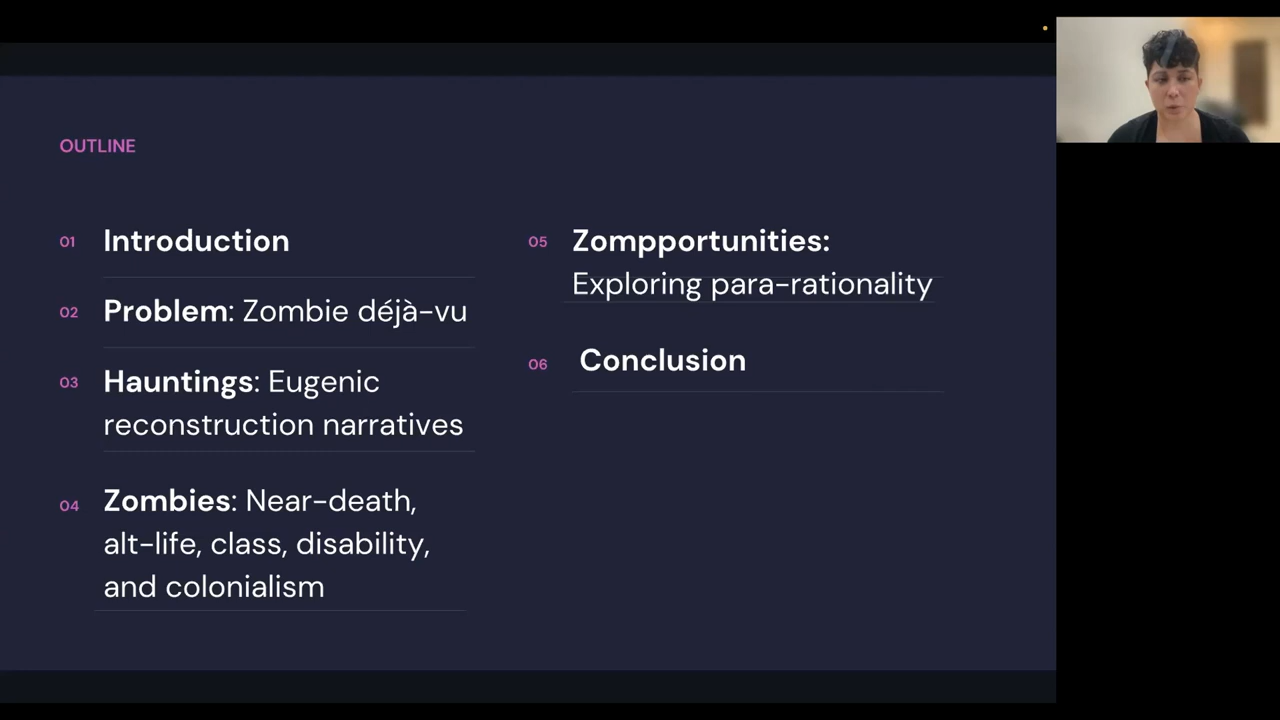 OUTLINE
01 Introduction
02 Problem: Zombie déjà-vu
03 Hauntings: Eugenic
reconstruction narratives
04 Zombies: Near-death,
alt-life, class, disability,
and colonialism
05 Zompportunities:
Exploring para-rationality
06 Conclusion